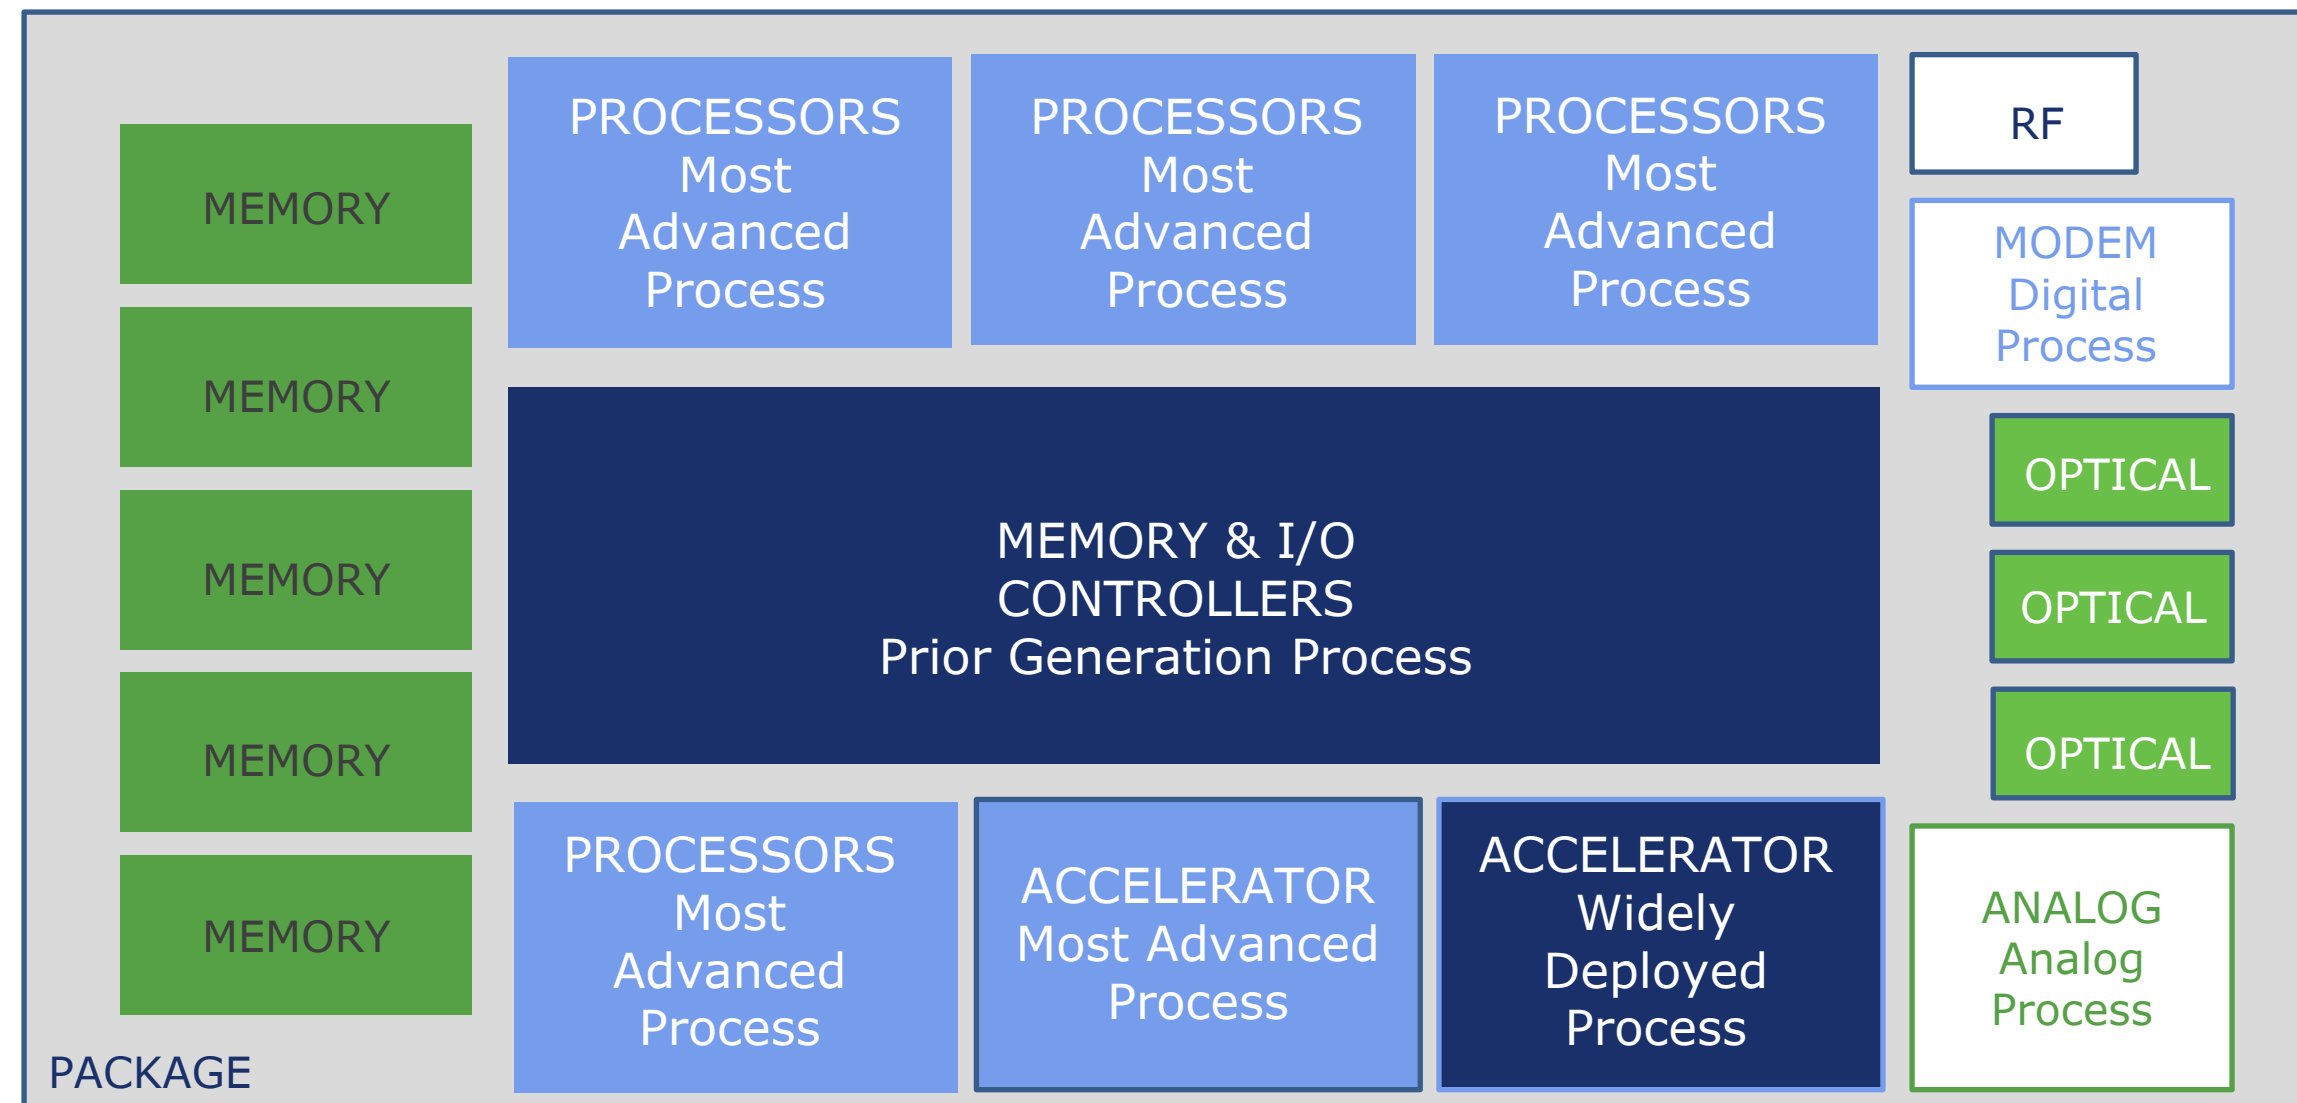 MEMORY
MEMORY
MEMORY
MEMORY
MEMORY
PACKAGE
PROCESSORS
Most
Advanced
Process
PROCESSORS
Most
Advanced
Process
PROCESSORS
Most
Advanced
Process
MEMORY & I/O
CONTROLLERS
Prior Generation Process
PROCESSORS
Most
Advanced
Process
ACCELERATOR
Most Advanced
Process
ACCELERATOR
Widely
Deployed
Process
RF
MODEM
Digital
Process
OPTICAL
OPTICAL
OPTICAL
ANALOG
Analog
Process